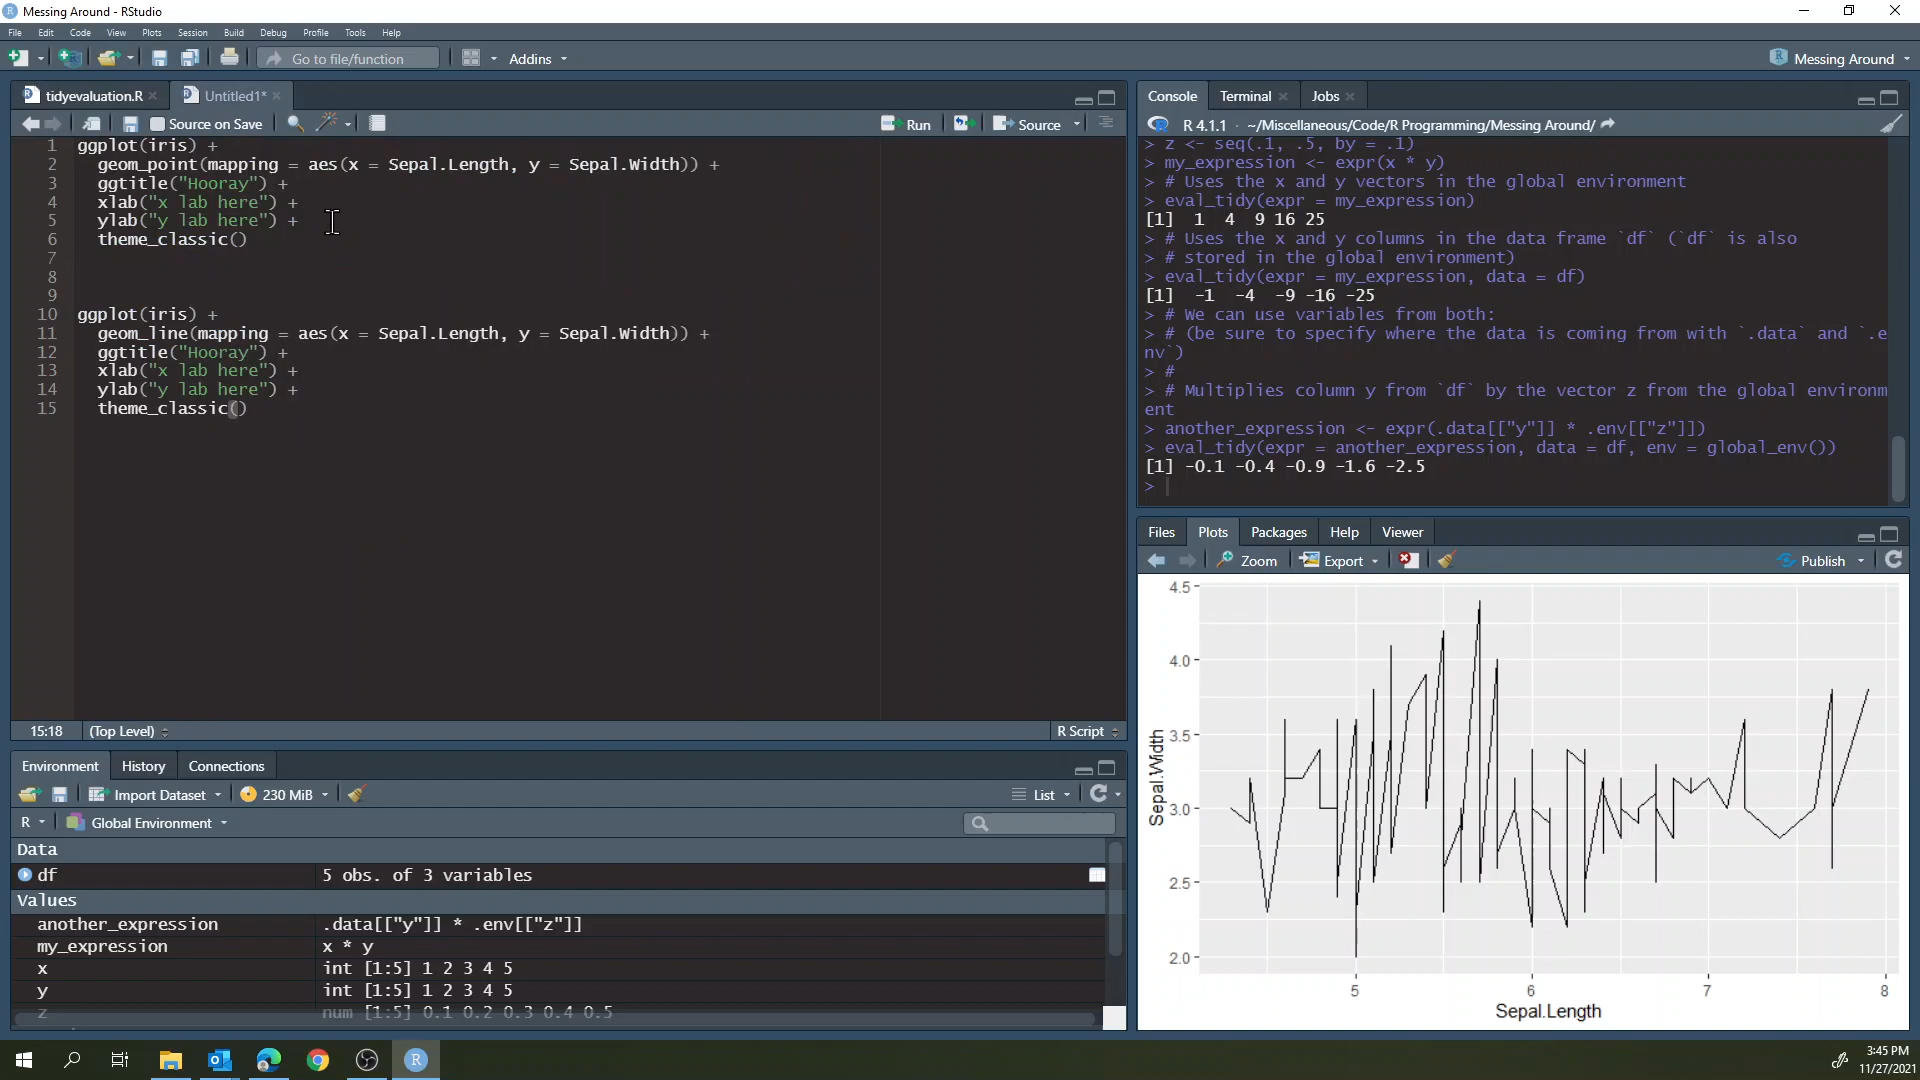 Messing Around - RStudio
File Edit Code View Plots Session Build Debug Profile Tools Help
Go to file/function Addins Messing Around
tidyevaluation.R Untitled1*
Source on Save Run Source
1 ggplot(iris) +
2 geom_point(mapping = aes(x = Sepal.Length, y = Sepal.Width)) +
3 ggtitle("Hooray") +
4 xlab("x lab here") +
5 ylab("y lab here") +
6 theme_classic()
7
8
9
10 ggplot(iris) +
11 geom_line(mapping = aes(x = Sepal.Length, y = Sepal.Width)) +
12 ggtitle("Hooray") +
13 xlab("x lab here") +
14 ylab("y lab here") +
15 theme_classic()
15:18 (Top Level) R Script
Environment History Connections
Import Dataset 230 MiB List
R Global Environment
Data
df 5 obs. of 3 variables
Values
another_expression .data[["y"]] * .env[["z"]]
my_expression x * y
x int [1:5] 1 2 3 4 5
y int [1:5] 1 2 3 4 5
z num [1:5] 0.1 0.2 0.3 0.4 0.5
Console Terminal Jobs
R 4.1.1 · ~/Miscellaneous/Code/R Programming/Messing Around/
> z <- seq(.1, .5, by = .1)
> my_expression <- expr(x * y)
> # Uses the x and y vectors in the global environment
> eval_tidy(expr = my_expression)
[1] 1 4 9 16 25
> # Uses the x and y columns in the data frame `df` (`df` is also
> # stored in the global environment)
> eval_tidy(expr = my_expression, data = df)
[1] -1 -4 -9 -16 -25
> # We can use variables from both:
> # (be sure to specify where the data is coming from with `.data` and `.e
nv`)
> #
> # Multiplies column y from `df` by the vector z from the global environm
ent
> another_expression <- expr(.data[["y"]] * .env[["z"]])
> eval_tidy(expr = another_expression, data = df, env = global_env())
[1] -0.1 -0.4 -0.9 -1.6 -2.5
>
Files Plots Packages Help Viewer
Zoom Export Publish
4.5
4.0
3.5
3.0
2.5
2.0
Sepal.Width
5 6 7 8
Sepal.Length
3:45 PM
11/27/2021